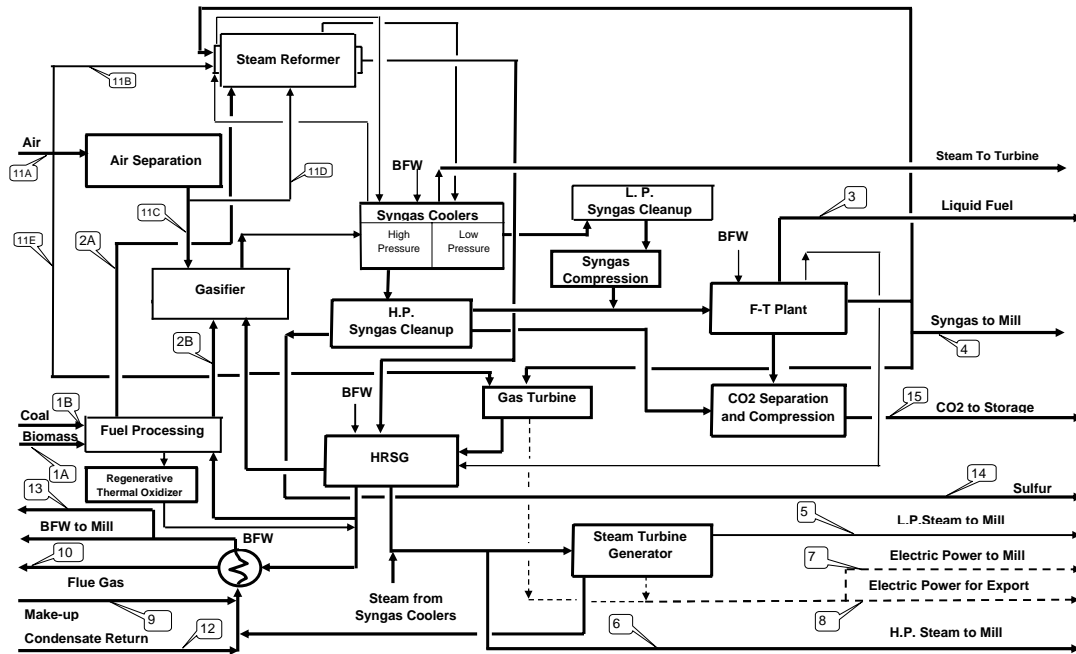 Steam Reformer
11B
Air
11A
Air Separation
11D
BFW
Steam To Turbine
L. P.
Syngas Cleanup
3
Liquid Fuel
11C
11E
2A
Syngas Coolers
High
Pressure
Low
Pressure
BFW
Syngas
Compression
Gasifier
F-T Plant
H.P.
Syngas Cleanup
Syngas to Mill
4
2B
BFW
Gas Turbine
CO2 Separation
and Compression
15
CO2 to Storage
1B
Coal
Fuel Processing
Biomass
HRSG
1A
Regenerative
Thermal Oxidizer
13
14
Sulfur
5
L.P.Steam to Mill
BFW to Mill
BFW
Steam Turbine
Generator
10
7
Electric Power to Mill
Flue Gas
Electric Power for Export
Steam from
Syngas Coolers
Make-up
9
8
12
Condensate Return
6
H.P. Steam to Mill